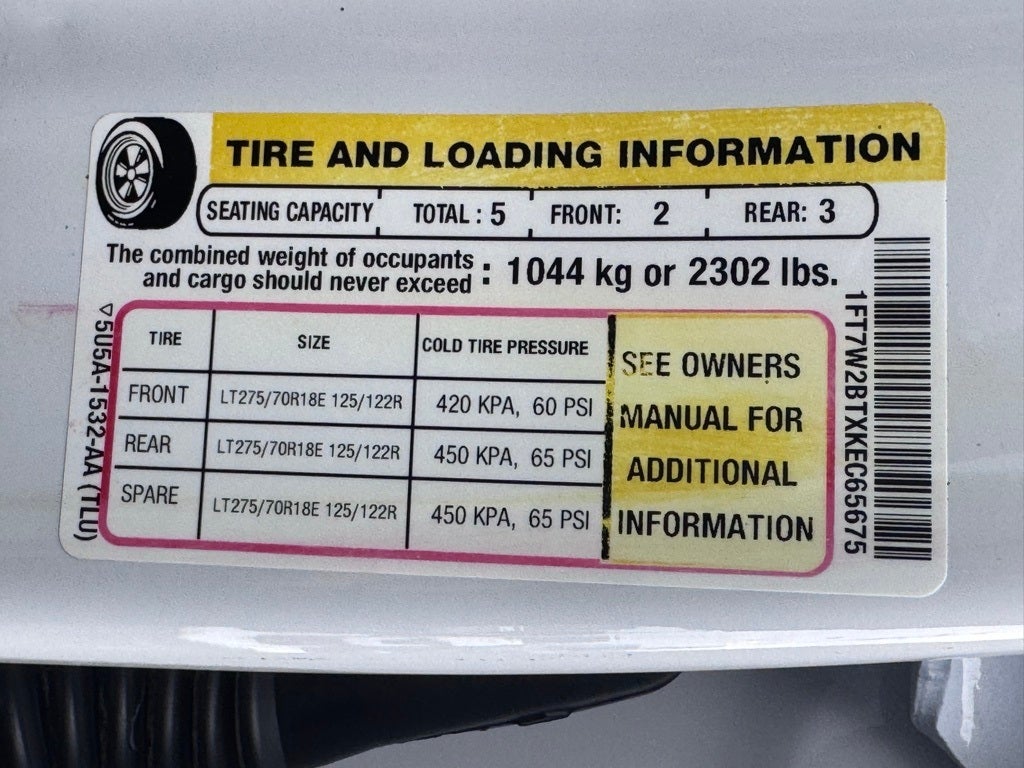 TIRE AND LOADING INFORMATION
SEATING CAPACITY TOTAL : 5 FRONT: 2 REAR: 3
The combined weight of occupants
and cargo should never exceed : 1044 kg or 2302 lbs.
TIRE SIZE COLD TIRE PRESSURE
FRONT LT275/70R18E 125/122R 420 KPA, 60 PSI
REAR LT275/70R18E 125/122R 450 KPA, 65 PSI
SPARE LT275/70R18E 125/122R 450 KPA, 65 PSI
SEE OWNERS
MANUAL FOR
ADDITIONAL
INFORMATION
5U5A-1532-AA (TLU)
1FT7W2BTXKEC65675